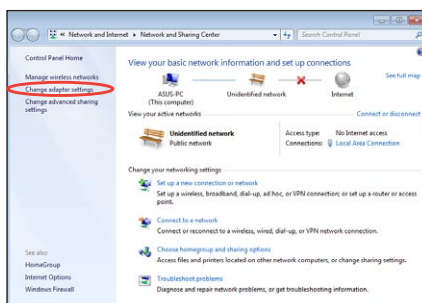 « Network and Internet ▸ Network and Sharing Center
Search Control Panel
Control Panel Home
Manage wireless networks
Change adapter settings
Change advanced sharing
settings
See also
HomeGroup
Internet Options
Windows Firewall
View your basic network information and set up connections
See full map
ASUS-PC
(This computer)
Unidentified network
Internet
View your active networks
Connect or disconnect
Unidentified network
Public network
Access type: No Internet access
Connections: Local Area Connection
Change your networking settings
Set up a new connection or network
Set up a wireless, broadband, dial-up, ad hoc, or VPN connection; or set up a router or access
point.
Connect to a network
Connect or reconnect to a wireless, wired, dial-up, or VPN network connection.
Choose homegroup and sharing options
Access files and printers located on other network computers, or change sharing settings.
Troubleshoot problems
Diagnose and repair network problems, or get troubleshooting information.